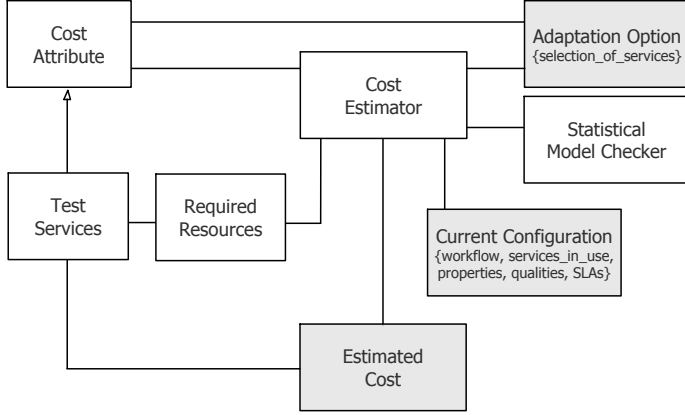 Cost
Attribute
Adaptation Option
{selection_of_services}
Cost
Estimator
Statistical
Model Checker
Test
Services
Required
Resources
Current Configuration
{workflow, services_in_use,
properties, qualities, SLAs}
Estimated
Cost